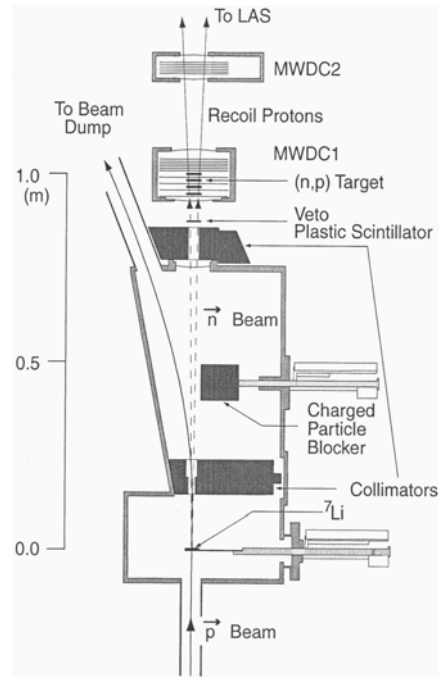 To LAS
MWDC2
To Beam
Dump
Recoil Protons
MWDC1
1.0
(m)
(n,p) Target
Veto
Plastic Scintillator
n Beam
0.5
Charged
Particle
Blocker
Collimators
7Li
0.0
p Beam